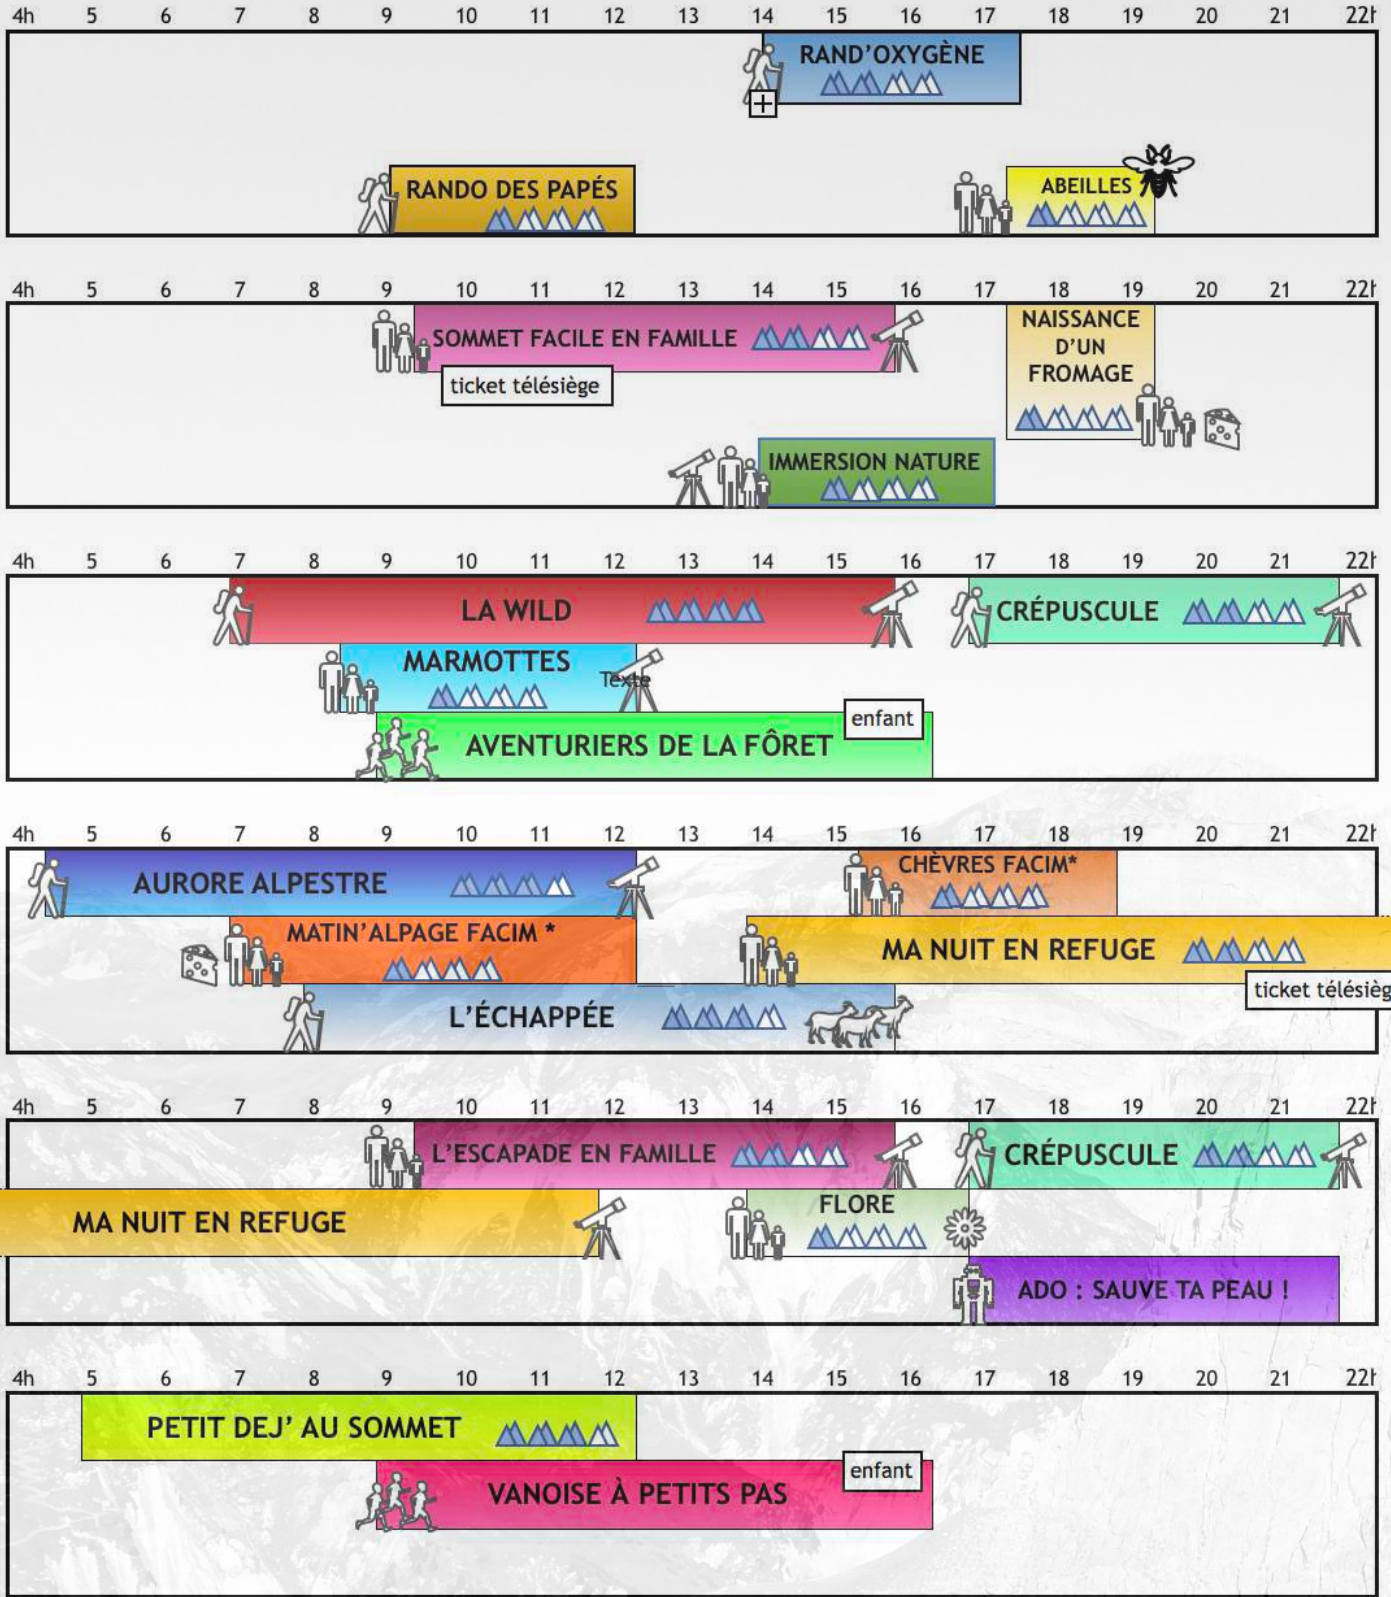 4h 5 6 7 8 9 10 11 12 13 14 15 16 17 18 19 20 21 22h
RAND'OXYGÈNE
RANDO DES PAPÉS
ABEILLES
4h 5 6 7 8 9 10 11 12 13 14 15 16 17 18 19 20 21 22h
SOMMET FACILE EN FAMILLE
ticket télésiège
NAISSANCE
D'UN
FROMAGE
IMMERSION NATURE
4h 5 6 7 8 9 10 11 12 13 14 15 16 17 18 19 20 21 22h
LA WILD
CRÉPUSCULE
MARMOTTES
Texte
enfant
AVENTURIERS DE LA FÔRET
4h 5 6 7 8 9 10 11 12 13 14 15 16 17 18 19 20 21 22h
AURORE ALPESTRE
CHÈVRES FACIM*
MATIN'ALPAGE FACIM *
MA NUIT EN REFUGE
ticket télésièg
L'ÉCHAPPÉE
4h 5 6 7 8 9 10 11 12 13 14 15 16 17 18 19 20 21 22h
L'ESCAPADE EN FAMILLE
CRÉPUSCULE
MA NUIT EN REFUGE
FLORE
ADO : SAUVE TA PEAU !
4h 5 6 7 8 9 10 11 12 13 14 15 16 17 18 19 20 21 22h
PETIT DEJ' AU SOMMET
enfant
VANOISE À PETITS PAS